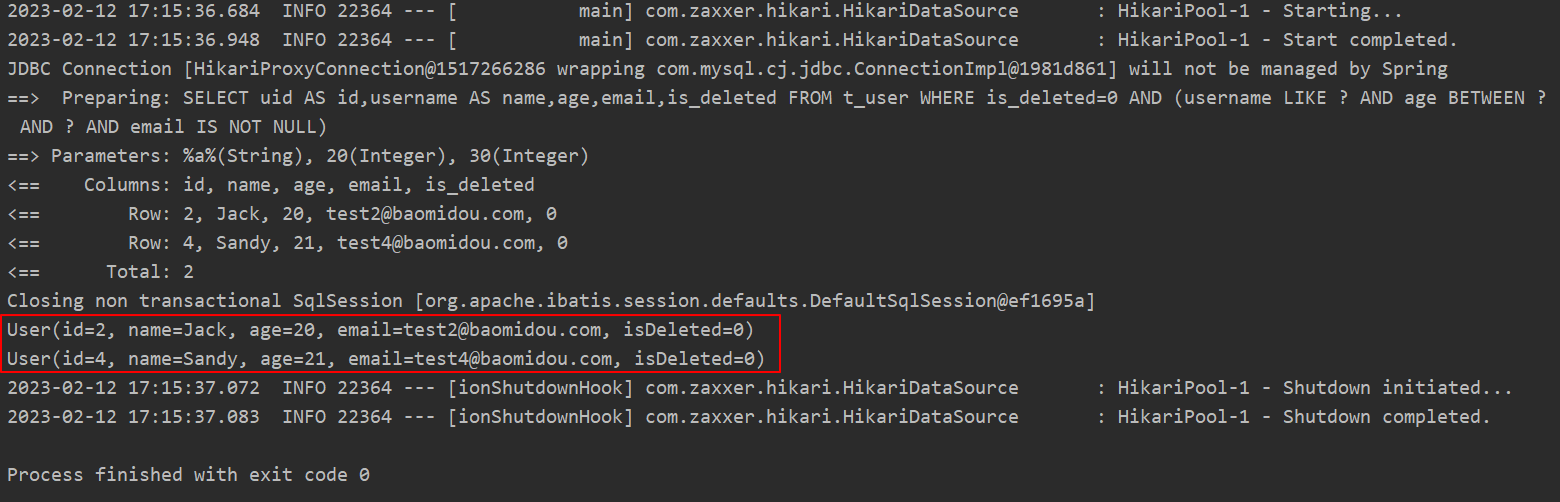 2023-02-12 17:15:36.684  INFO 22364 --- [           main] com.zaxxer.hikari.HikariDataSource       : HikariPool-1 - Starting...
2023-02-12 17:15:36.948  INFO 22364 --- [           main] com.zaxxer.hikari.HikariDataSource       : HikariPool-1 - Start completed.
JDBC Connection [HikariProxyConnection@1517266286 wrapping com.mysql.cj.jdbc.ConnectionImpl@1981d861] will not be managed by Spring
==>  Preparing: SELECT uid AS id,username AS name,age,email,is_deleted FROM t_user WHERE is_deleted=0 AND (username LIKE ? AND age BETWEEN ?
 AND ? AND email IS NOT NULL)
==> Parameters: %a%(String), 20(Integer), 30(Integer)
<==    Columns: id, name, age, email, is_deleted
<==        Row: 2, Jack, 20, test2@baomidou.com, 0
<==        Row: 4, Sandy, 21, test4@baomidou.com, 0
<==      Total: 2
Closing non transactional SqlSession [org.apache.ibatis.session.defaults.DefaultSqlSession@ef1695a]
User(id=2, name=Jack, age=20, email=test2@baomidou.com, isDeleted=0)
User(id=4, name=Sandy, age=21, email=test4@baomidou.com, isDeleted=0)
2023-02-12 17:15:37.072  INFO 22364 --- [ionShutdownHook] com.zaxxer.hikari.HikariDataSource       : HikariPool-1 - Shutdown initiated...
2023-02-12 17:15:37.083  INFO 22364 --- [ionShutdownHook] com.zaxxer.hikari.HikariDataSource       : HikariPool-1 - Shutdown completed.
Process finished with exit code 0